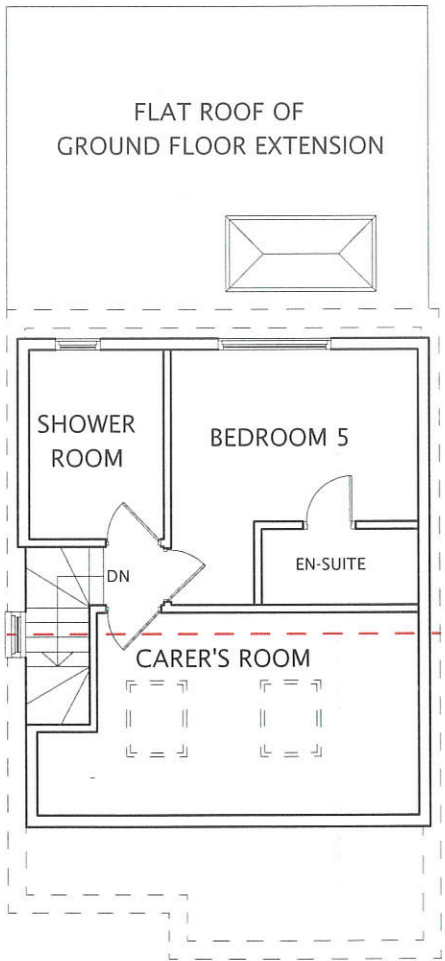 FLAT ROOF OF
GROUND FLOOR EXTENSION
SHOWER
ROOM
BEDROOM 5
EN-SUITE
DN
CARER'S ROOM